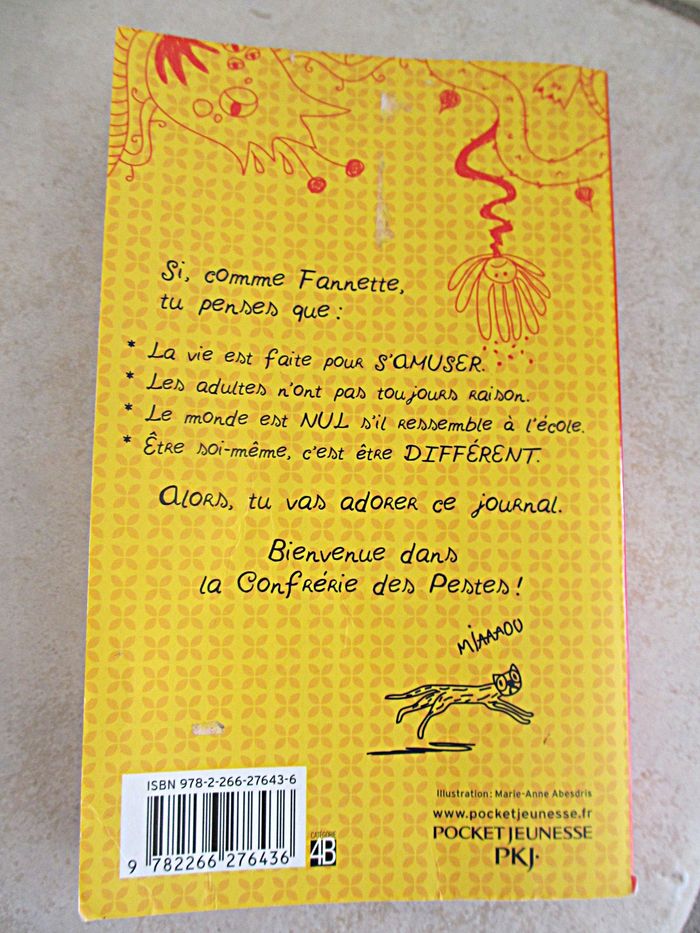 Si, comme Fannette,
tu penses que :
* La vie est faite pour S'AMUSER.
* Les adultes n'ont pas toujours raison.
* Le monde est NUL s'il ressemble à l'école.
* Être soi-même, c'est être DIFFÉRENT.
Alors, tu vas adorer ce journal.
Bienvenue dans
la Confrérie des Pestes !
MIAAAOU
ISBN 978-2-266-27643-6
9 782266 276436
CATÉGORIE
4B
Illustration : Marie-Anne Abesdris
www.pocketjeunesse.fr
POCKET JEUNESSE
PKJ·